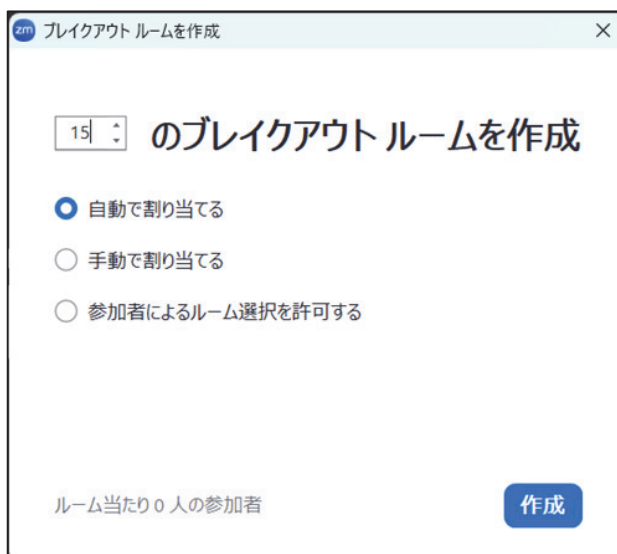 zm ブレイクアウト ルームを作成
15 のブレイクアウト ルームを作成
自動で割り当てる
手動で割り当てる
参加者によるルーム選択を許可する
ルーム当たり 0 人の参加者
作成